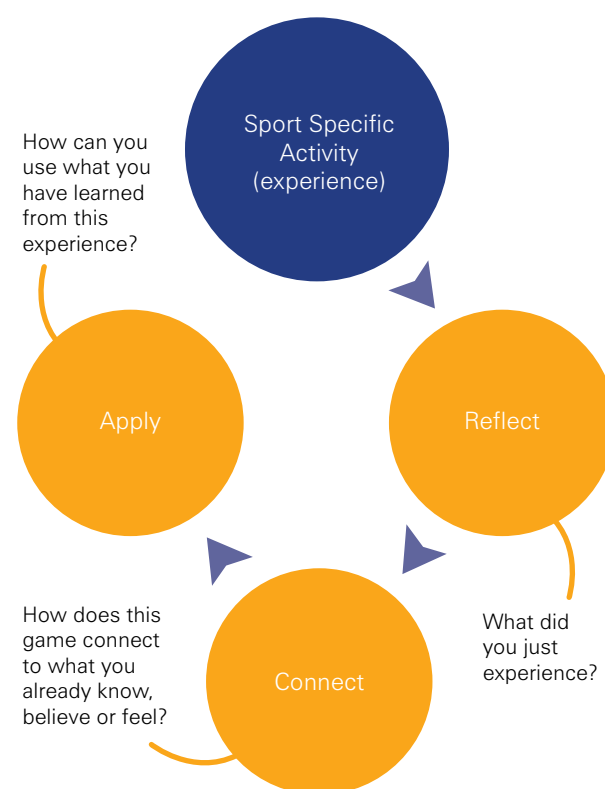 Sport Specific
Activity
(experience)
How can you
use what you
have learned
from this
experience?
Apply
Reflect
How does this
game connect
to what you
already know,
believe or feel?
Connect
What did
you just
experience?